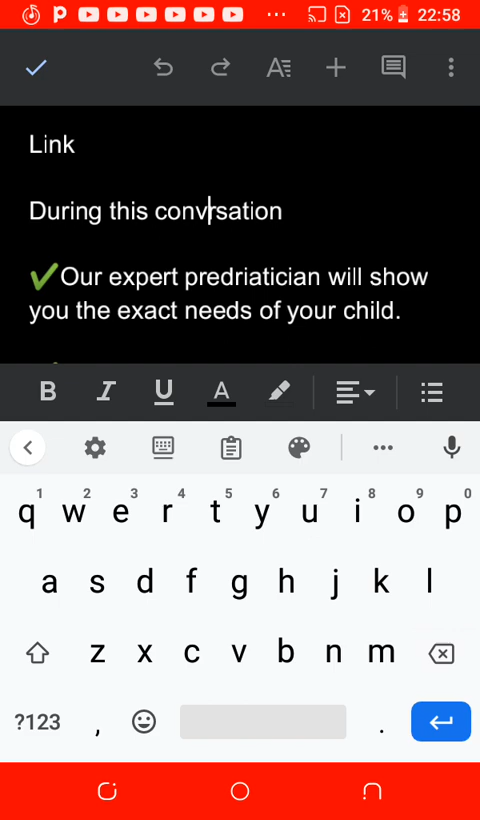 21% 22:58
Link
During this convrsation
✔Our expert predriatician will show
you the exact needs of your child.
B I U A
1 2 3 4 5 6 7 8 9 0
q w e r t y u i o p
a s d f g h j k l
z x c v b n m
?123 , .